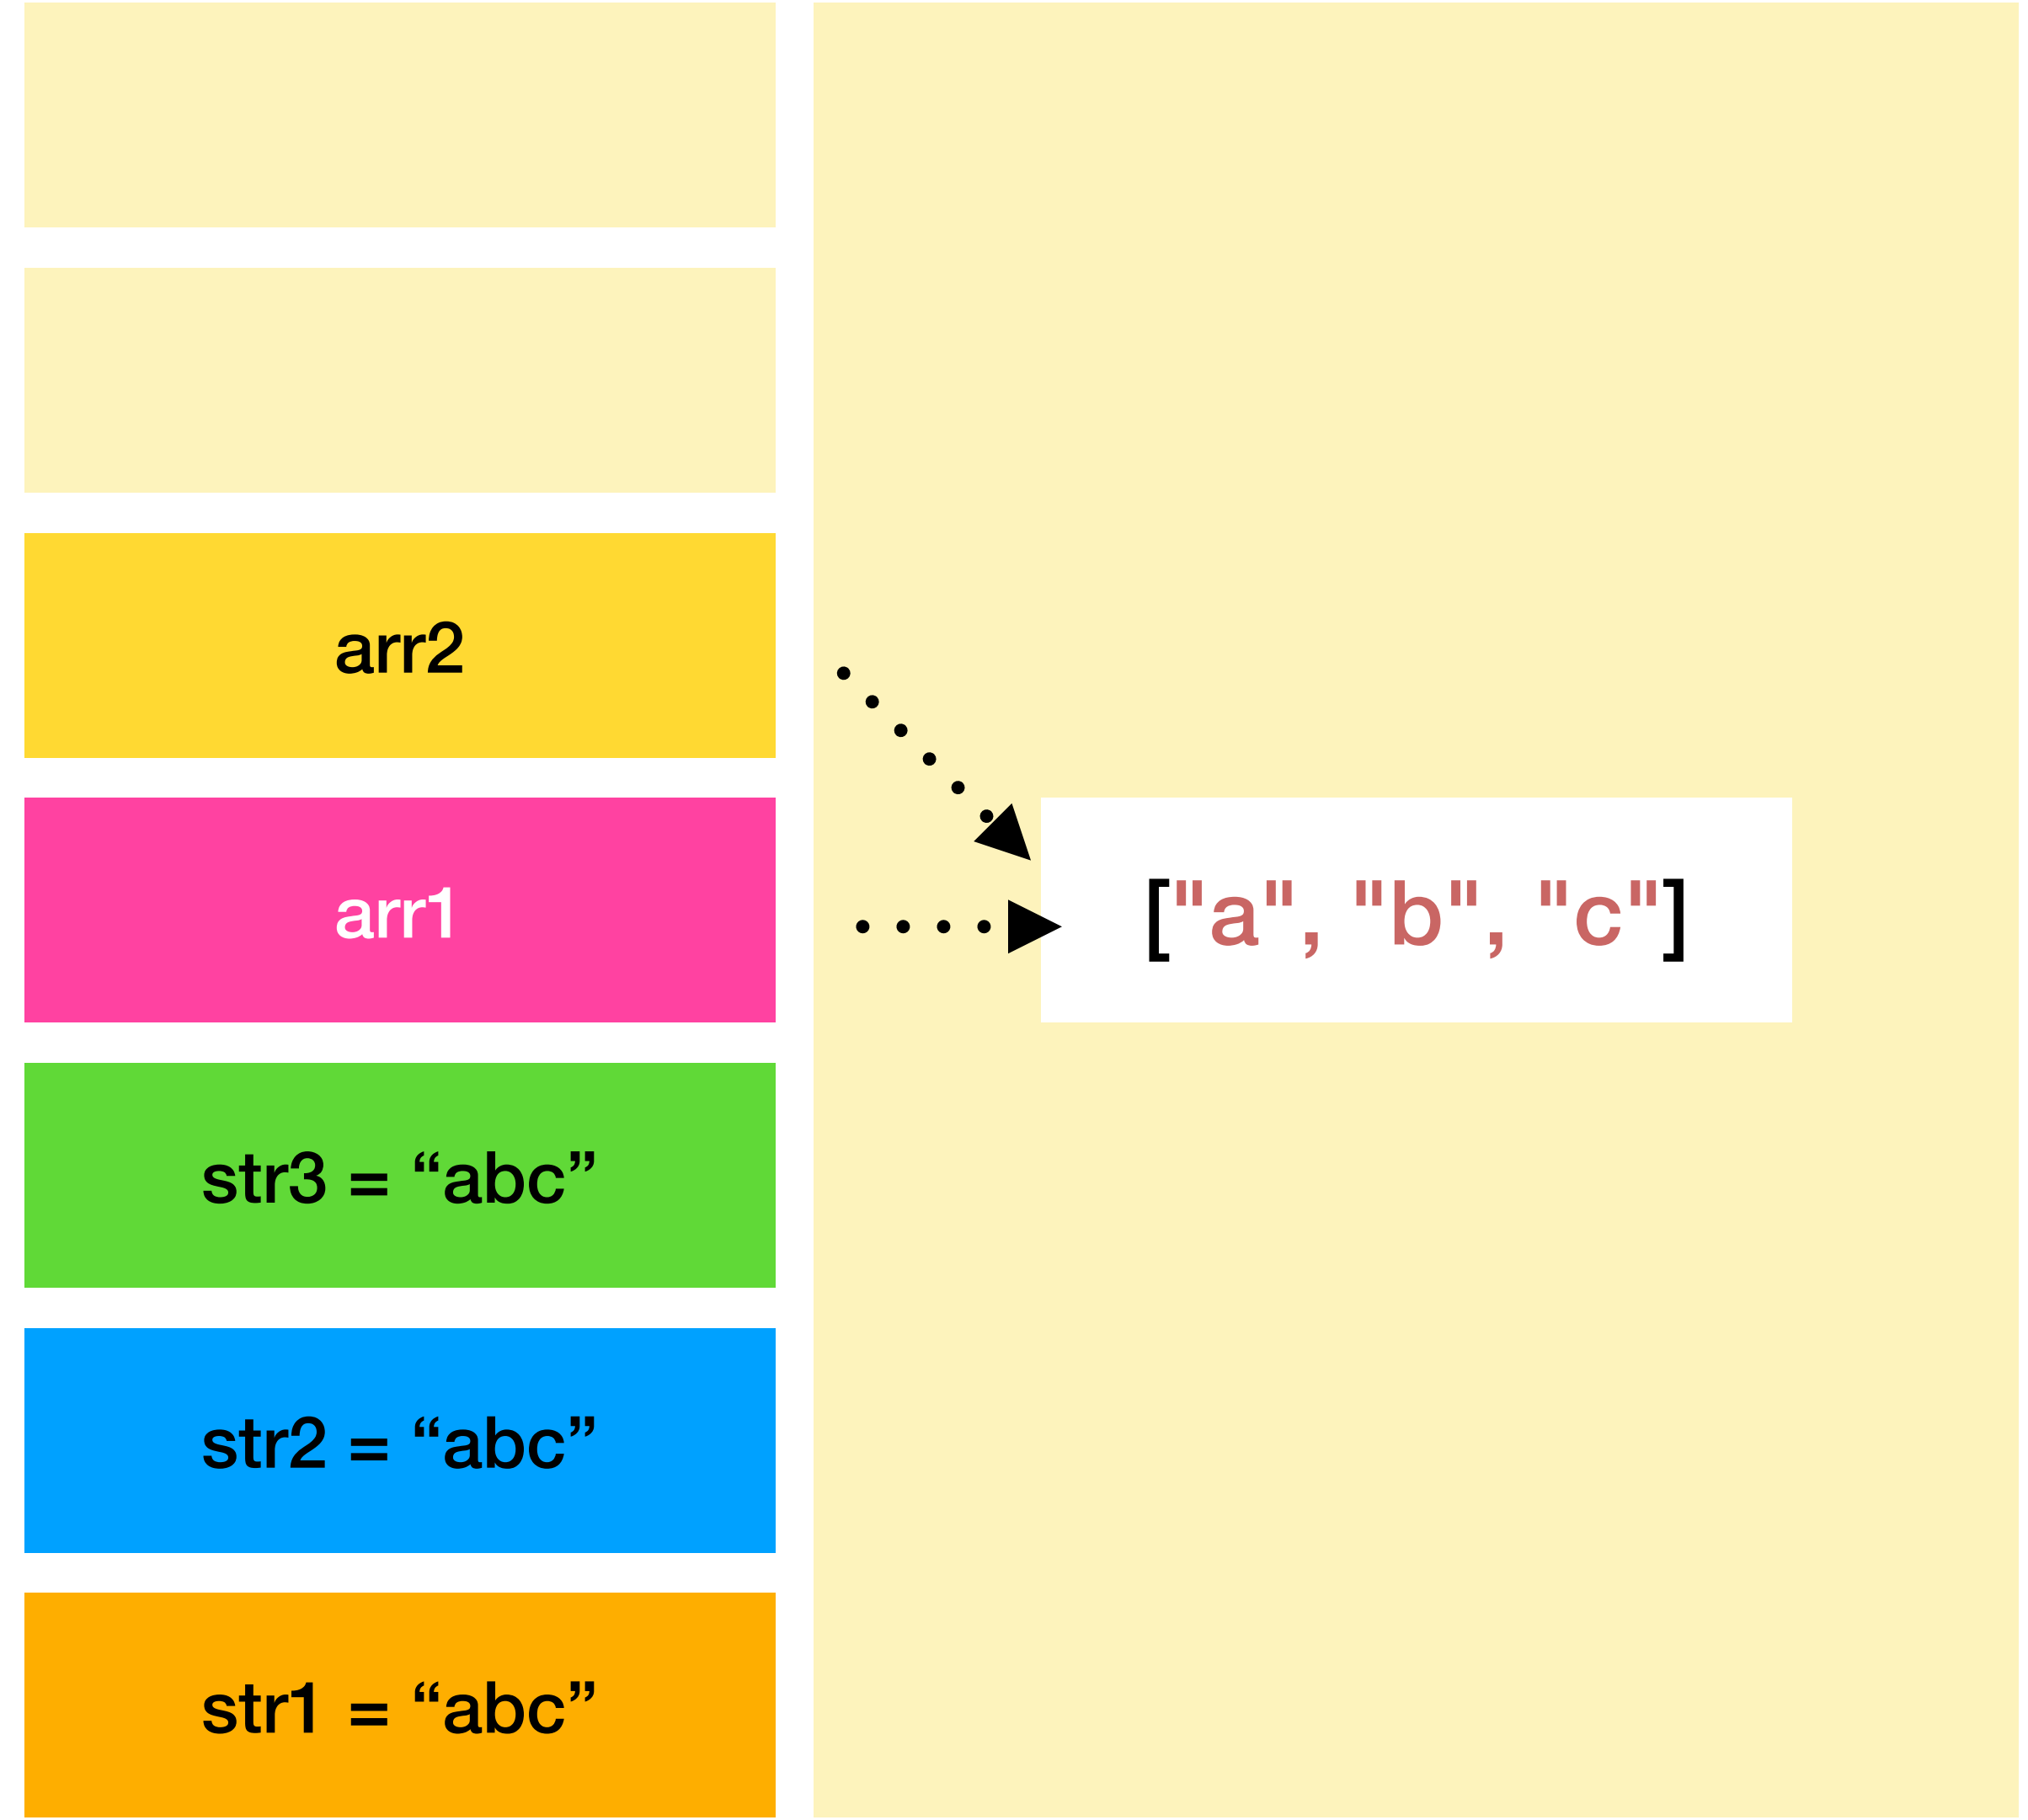 arr2
arr1
["a", "b", "c"]
str3 = “abc”
str2 = “abc”
str1 = “abc”